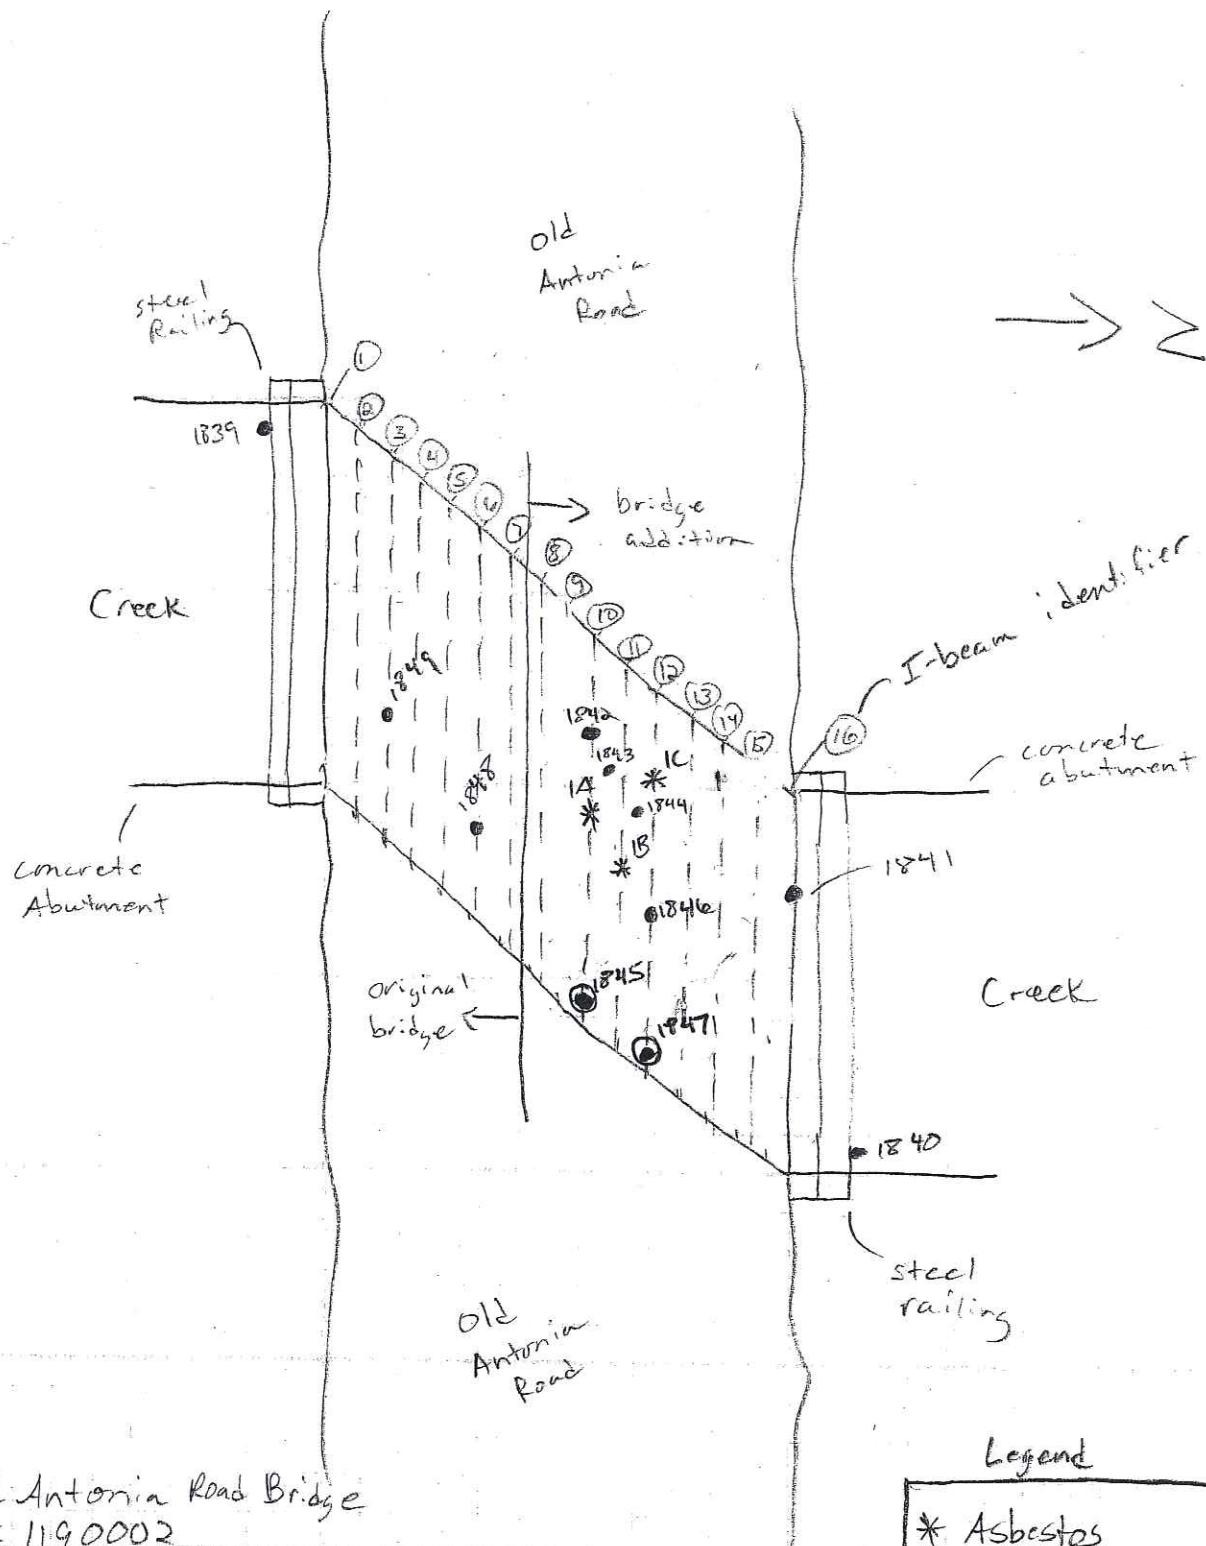 Old
Antonia
Road
steel
Railing
N
1
2
3
4
5
6
7
8
9
10
11
12
13
14
15
16
1839
bridge
addition
I-beam identifier
Creek
1849
1842
1843
1C
1A
1844
1848
1B
concrete
abutment
1841
concrete
Abutment
1846
1845
original
bridge
Creek
1847
1840
steel
railing
Old
Antonia
Road
Antonia Road Bridge
1190002
Legend
* Asbestos